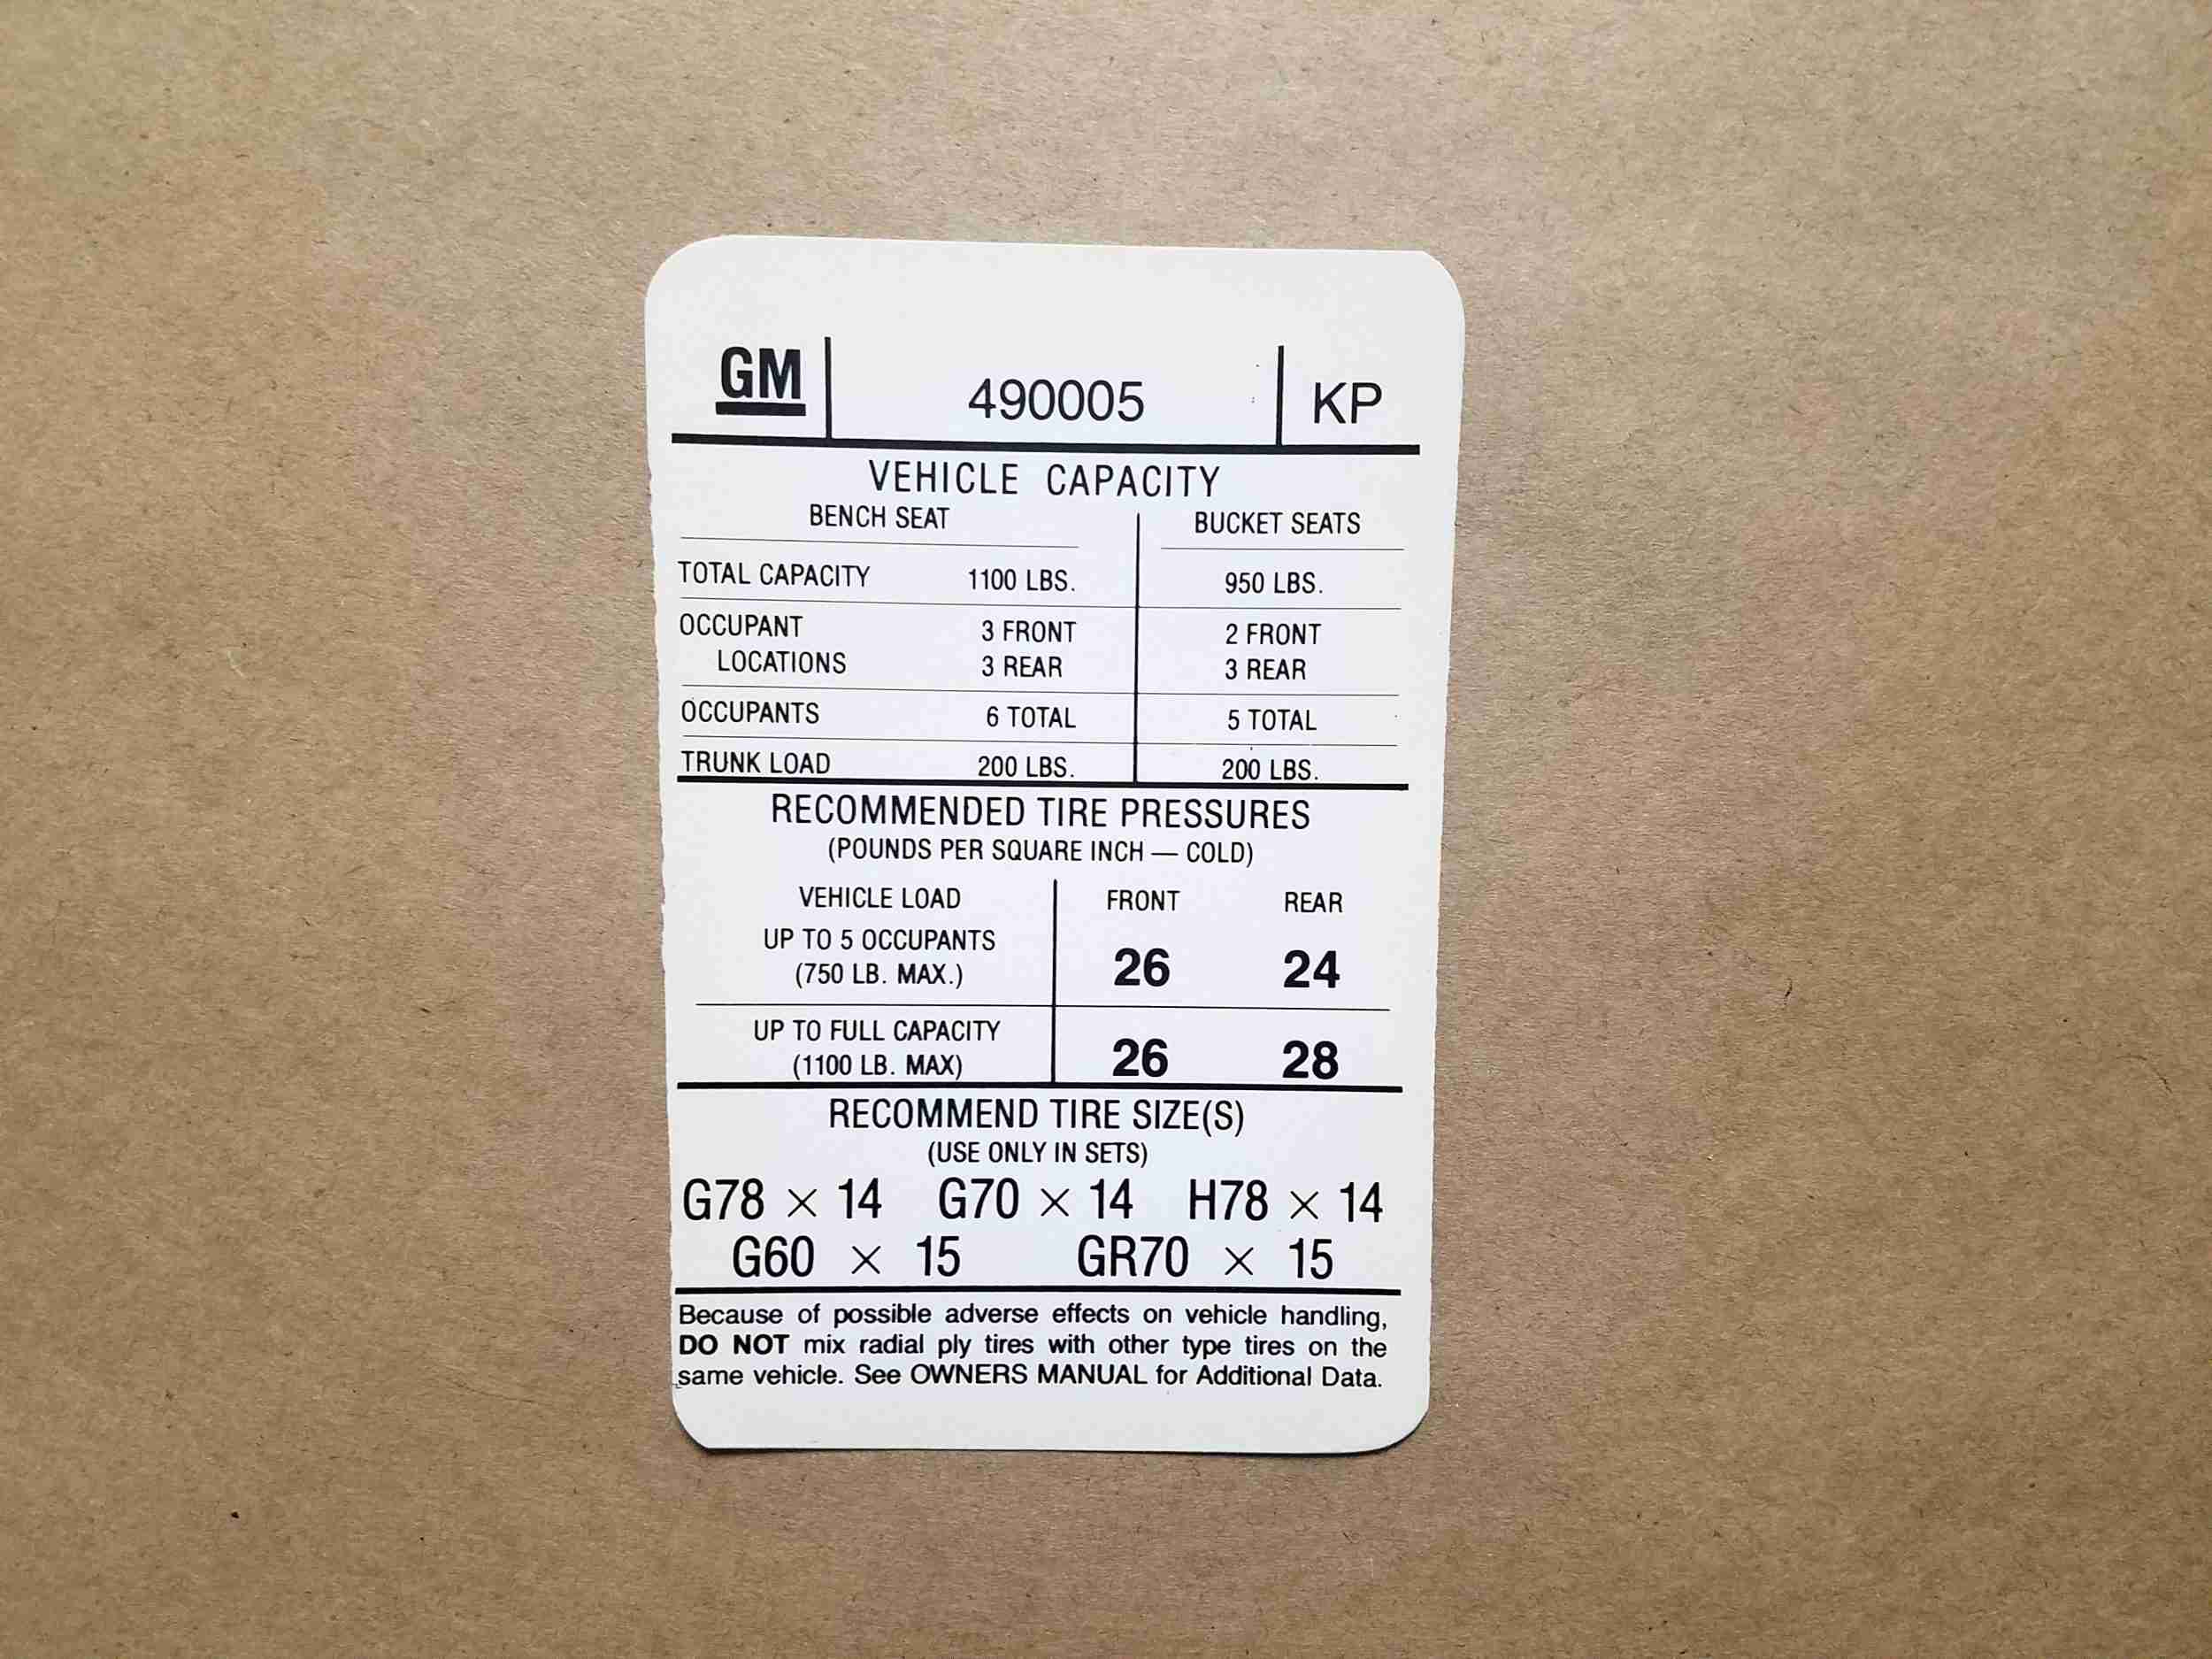 GM 490005 KP
VEHICLE CAPACITY
BENCH SEAT BUCKET SEATS
TOTAL CAPACITY 1100 LBS. 950 LBS.
OCCUPANT 3 FRONT 2 FRONT
LOCATIONS 3 REAR 3 REAR
OCCUPANTS 6 TOTAL 5 TOTAL
TRUNK LOAD 200 LBS. 200 LBS.
RECOMMENDED TIRE PRESSURES
(POUNDS PER SQUARE INCH — COLD)
VEHICLE LOAD FRONT REAR
UP TO 5 OCCUPANTS
(750 LB. MAX.) 26 24
UP TO FULL CAPACITY
(1100 LB. MAX) 26 28
RECOMMEND TIRE SIZE(S)
(USE ONLY IN SETS)
G78 × 14 G70 × 14 H78 × 14
G60 × 15 GR70 × 15
Because of possible adverse effects on vehicle handling,
DO NOT mix radial ply tires with other type tires on the
same vehicle. See OWNERS MANUAL for Additional Data.